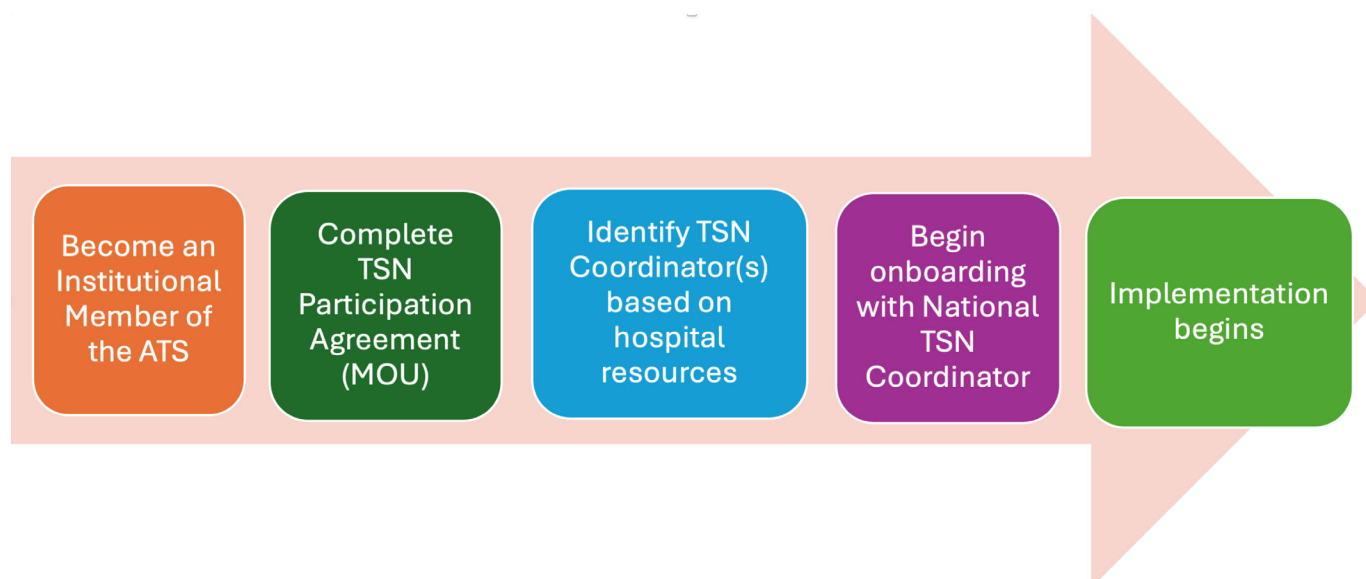 Become an
Institutional
Member of
the ATS
Complete
TSN
Participation
Agreement
(MOU)
Identify TSN
Coordinator(s)
based on
hospital
resources
Begin
onboarding
with National
TSN
Coordinator
Implementation
begins